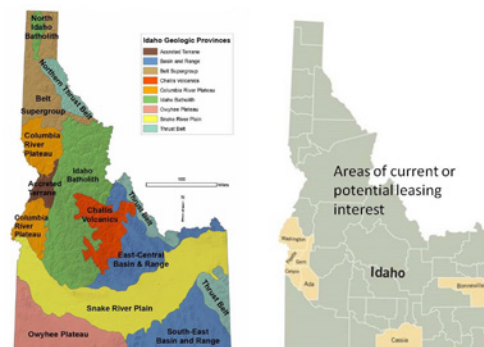 North
Idaho
Batholith
Northern Thrust Belt
Belt
Supergroup
Columbia
River
Plateau
Accreted
Terrane
Idaho
Batholith
Columbia
River
Plateau
Challis
Volcanics
Thrust Belt
East-Central
Basin & Range
Snake River Plain
Thrust Belt
Owyhee Plateau
South-East
Basin and Range
Idaho Geologic Provinces
Accreted Terrane
Basin and Range
Belt Supergroup
Challis Volcanics
Columbia River Plateau
Idaho Batholith
Owyhee Plateau
Snake River Plain
Thrust Belt
Areas of current or
potential leasing
interest
Idaho
Washington
Gem
Canyon
Ada
Bonneville
Cassia